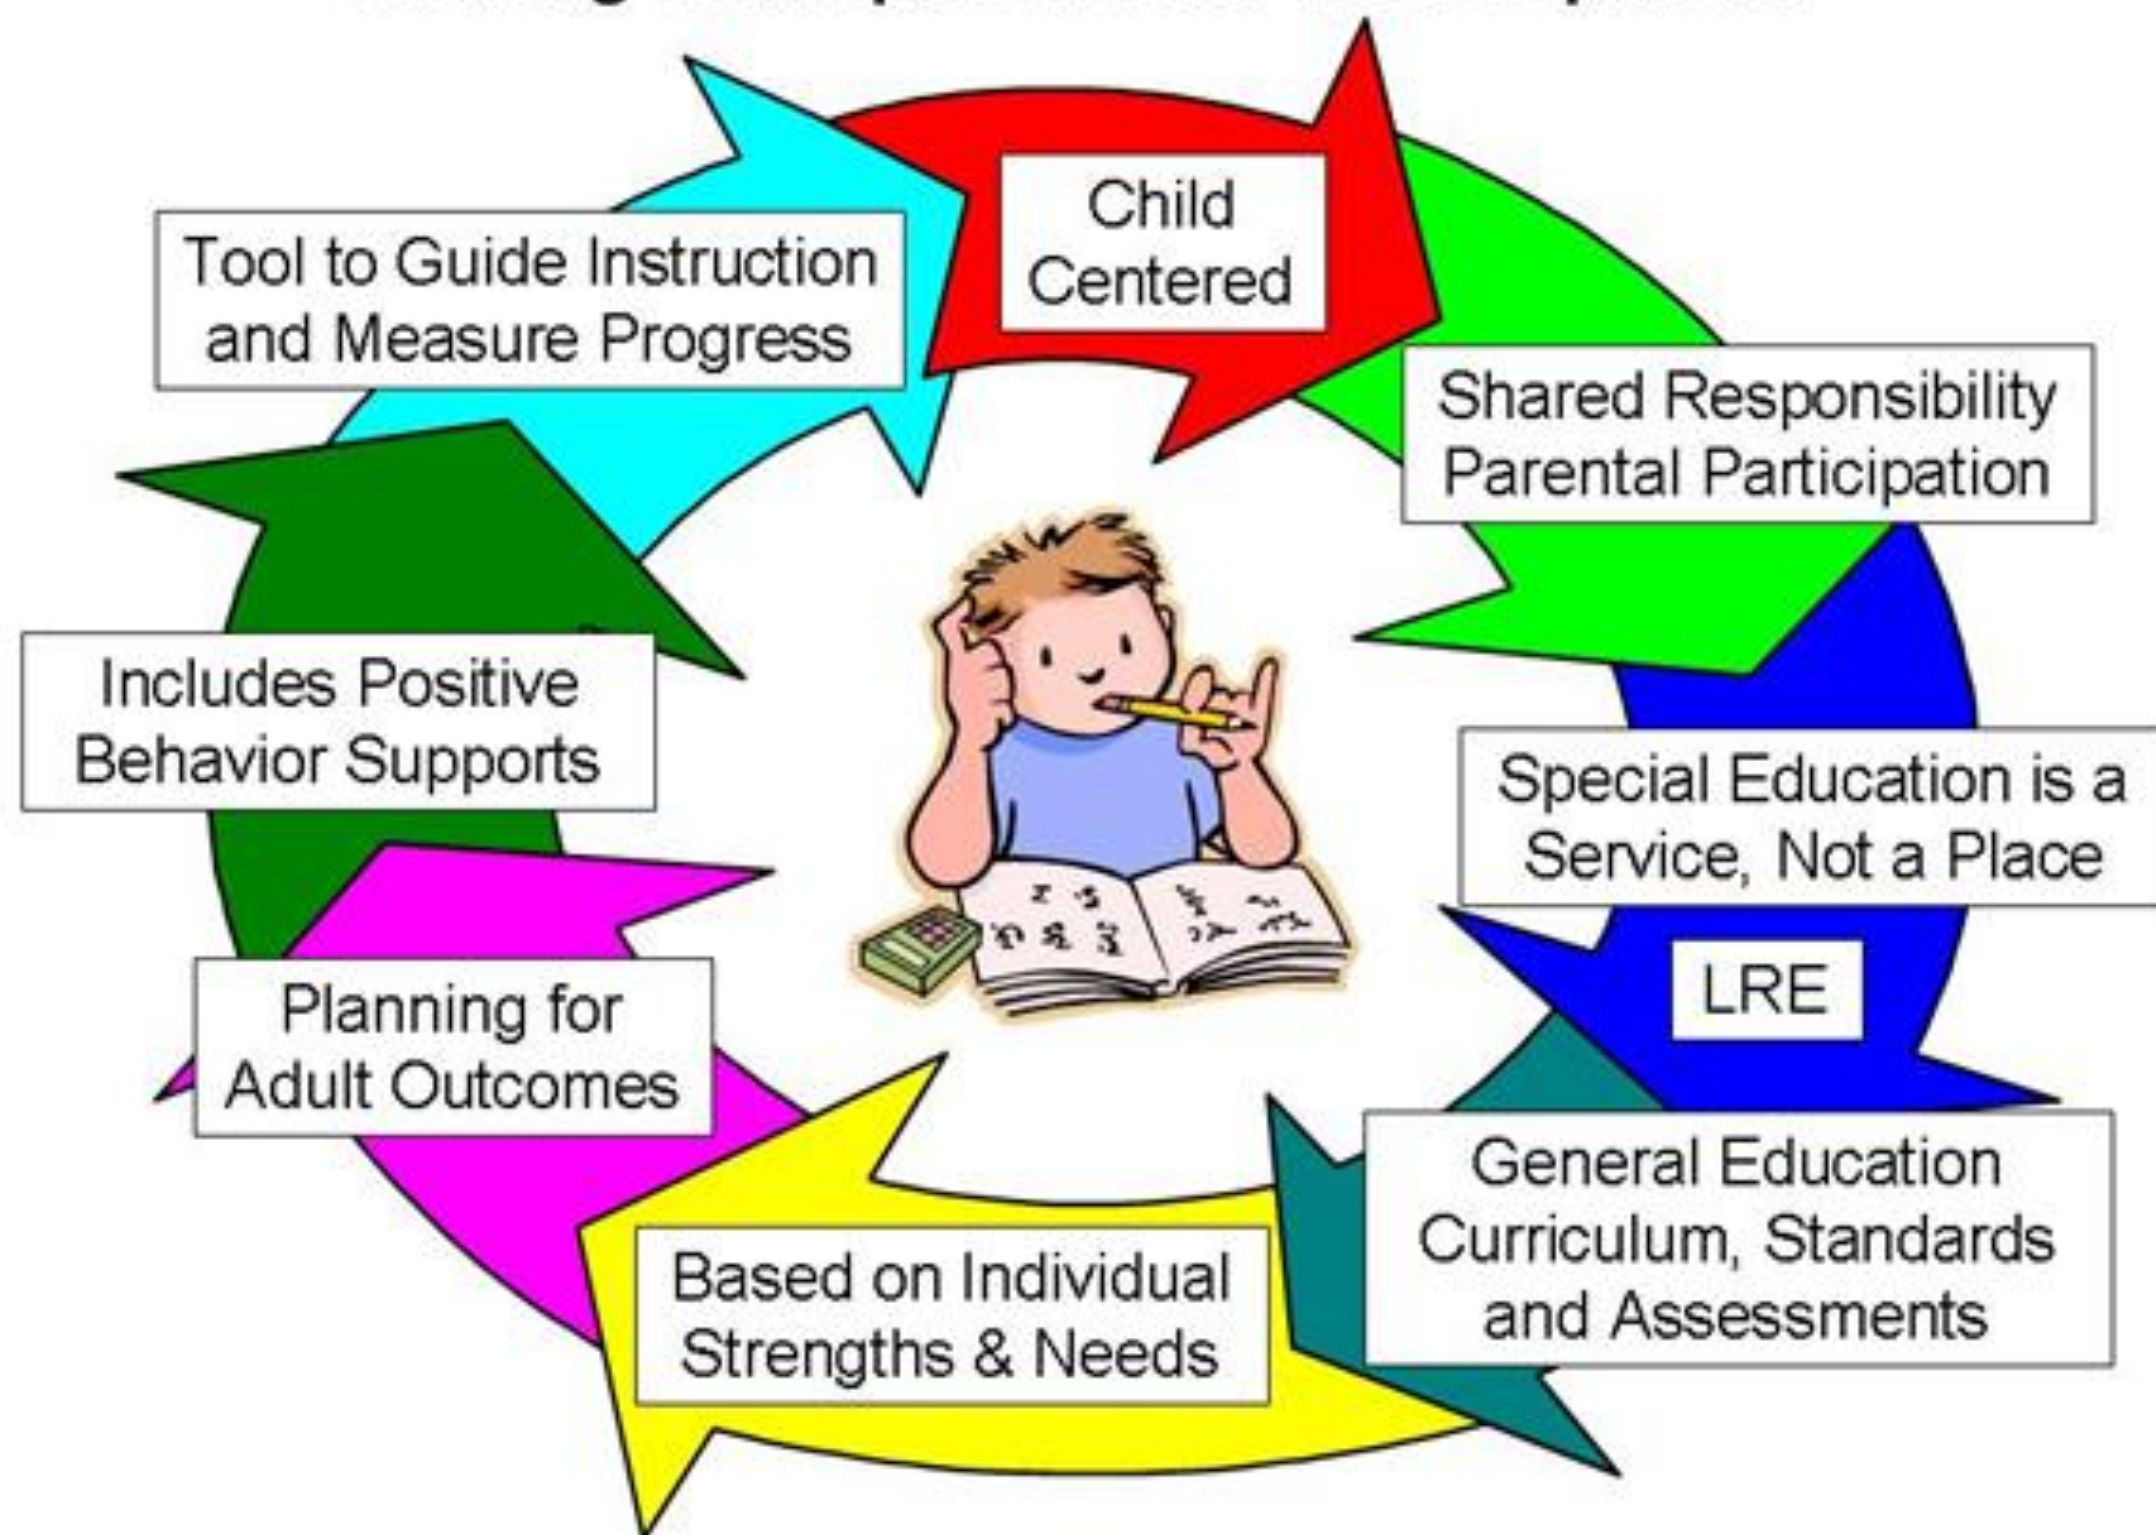 Child
Centered
Shared Responsibility
Parental Participation
Special Education is a
Service, Not a Place
LRE
General Education
Curriculum, Standards
and Assessments
Based on Individual
Strengths & Needs
Planning for
Adult Outcomes
Includes Positive
Behavior Supports
Tool to Guide Instruction
and Measure Progress